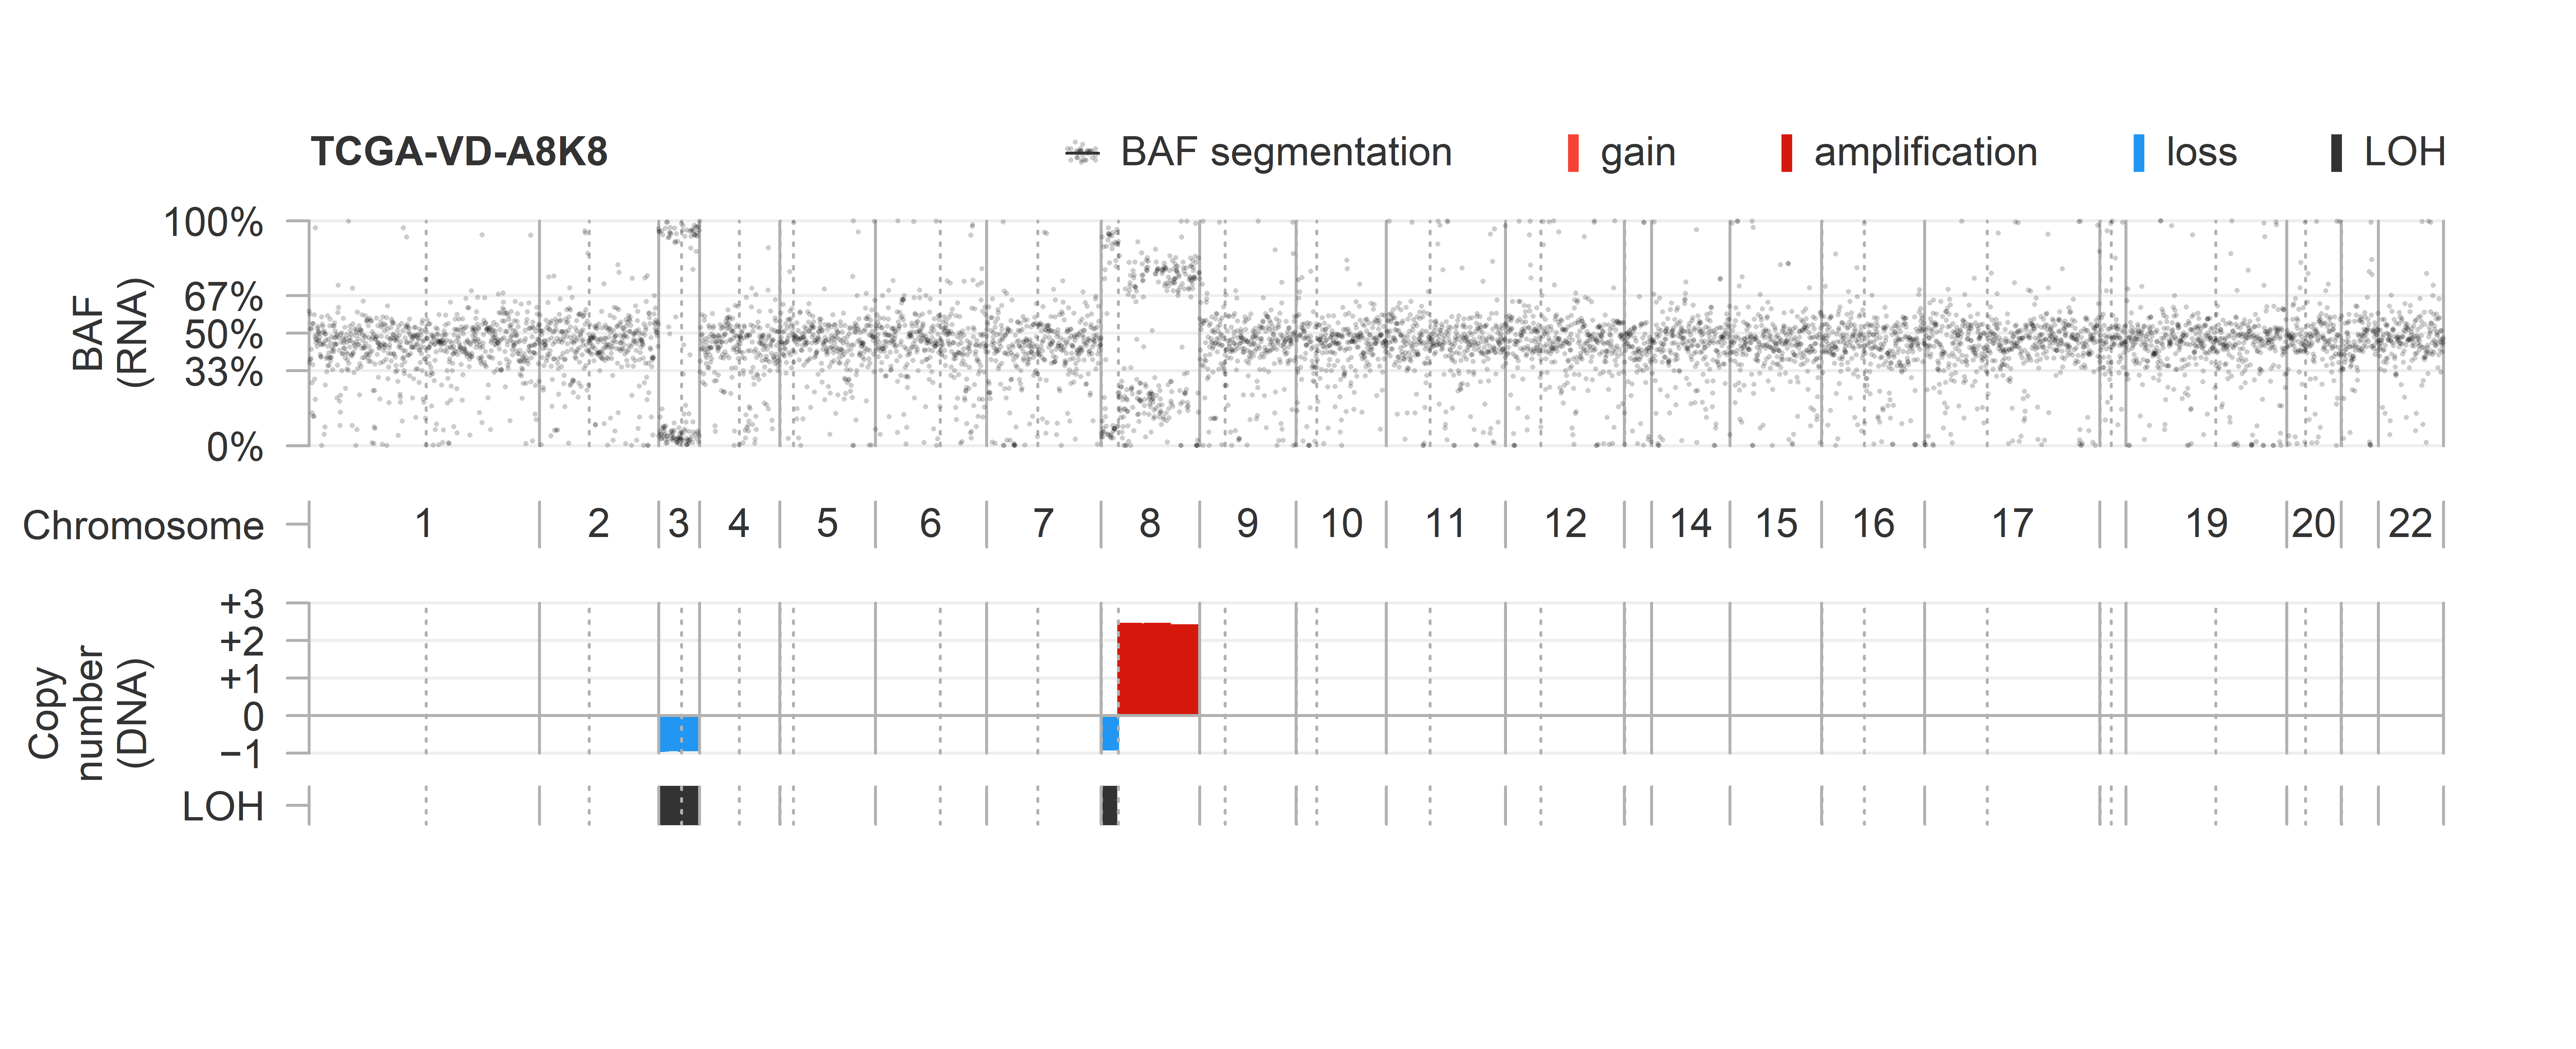 TCGA-VD-A8K8
BAF segmentation gain amplification loss LOH
BAF
(RNA)
100%
67%
50%
33%
0%
Chromosome 1 2 3 4 5 6 7 8 9 10 11 12 14 15 16 17 19 20 22
Copy
number
(DNA)
+3
+2
+1
0
−1
LOH